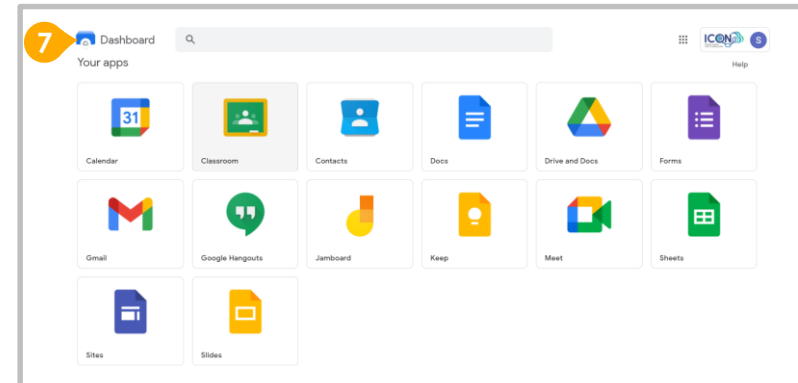 7
Dashboard
ICON
S
Your apps
Help
31
Calendar
Classroom
Contacts
Docs
Drive and Docs
Forms
Gmail
Google Hangouts
Jamboard
Keep
Meet
Sheets
Sites
Slides